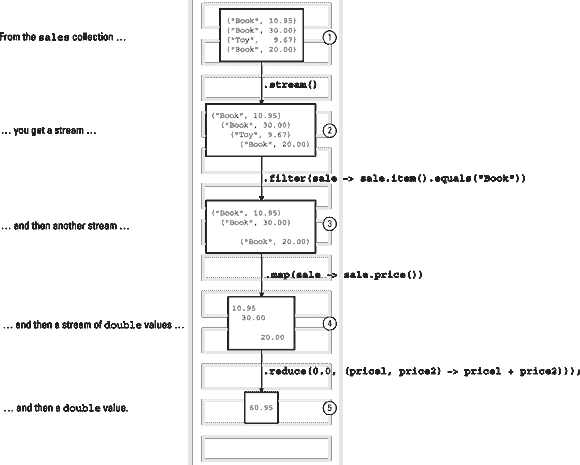 ("Book", 10.95)
("Book", 30.00)
("Toy", 9.67)
("Book", 20.00)
From the sales collection ...
1
.stream()
("Book", 10.95)
("Book", 30.00)
("Toy", 9.67)
("Book", 20.00)
... you get a stream ...
2
.filter(sale -> sale.item().equals("Book"))
("Book", 10.95)
("Book", 30.00)
("Book", 20.00)
... and then another stream ...
3
.map(sale -> sale.price())
10.95
30.00
20.00
... and then a stream of double values ...
4
.reduce(0.0, (price1, price2) -> price1 + price2)));
60.95
... and then a double value.
5